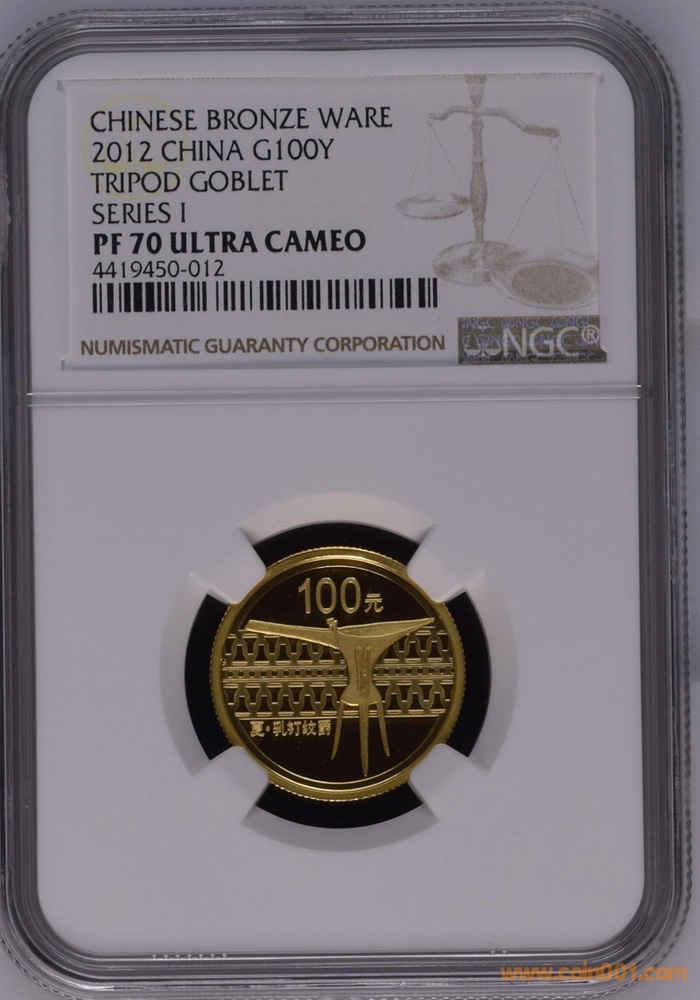 CHINESE BRONZE WARE
2012 CHINA G100Y
TRIPOD GOBLET
SERIES I
PF 70 ULTRA CAMEO
4419450-012
NUMISMATIC GUARANTY CORPORATION
NGC®
100元
夏·乳钉纹爵
www.coin001.com